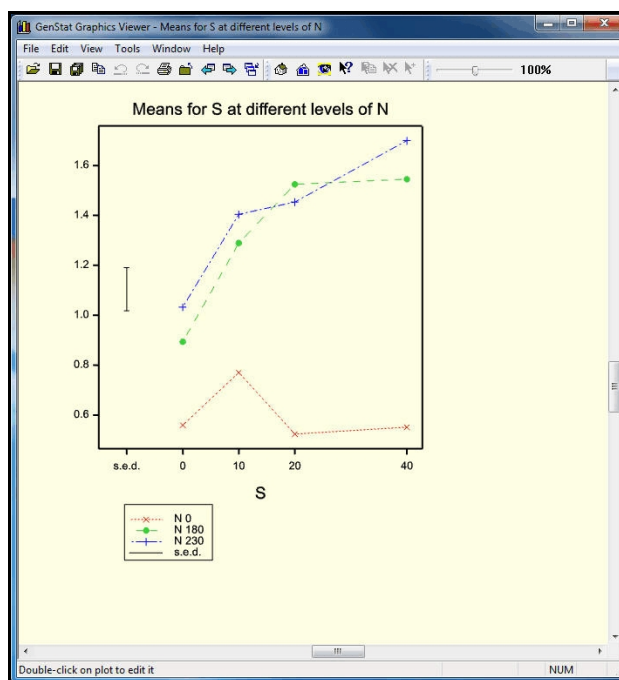 GenStat Graphics Viewer - Means for S at different levels of N
File Edit View Tools Window Help
100%
Means for S at different levels of N
1.6
1.4
1.2
1.0
0.8
0.6
s.e.d. 0 10 20 40
S
N 0
N 180
N 230
s.e.d.
Double-click on plot to edit it NUM